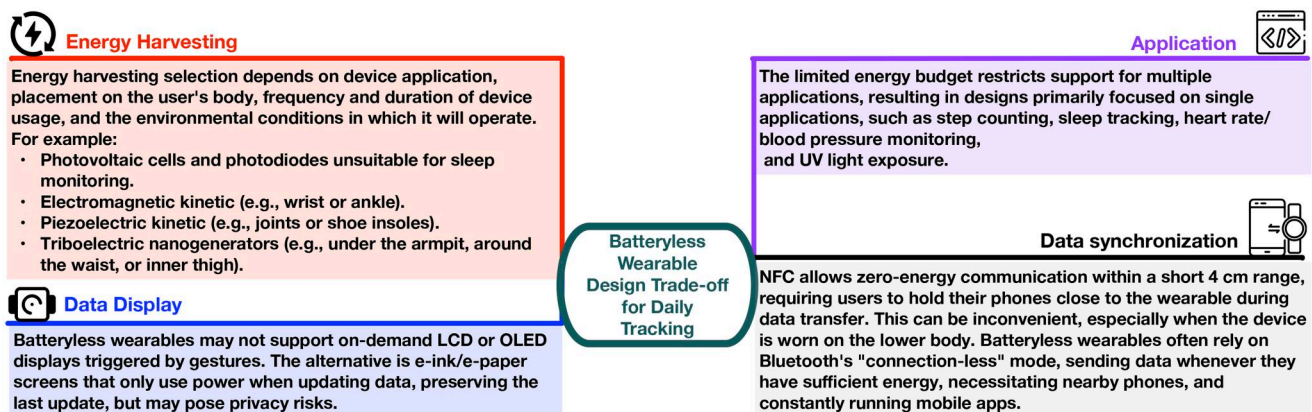 Energy Harvesting
Energy harvesting selection depends on device application,
placement on the user's body, frequency and duration of device
usage, and the environmental conditions in which it will operate.
For example:
• Photovoltaic cells and photodiodes unsuitable for sleep
monitoring.
• Electromagnetic kinetic (e.g., wrist or ankle).
• Piezoelectric kinetic (e.g., joints or shoe insoles).
• Triboelectric nanogenerators (e.g., under the armpit, around
the waist, or inner thigh).
Data Display
Batteryless wearables may not support on-demand LCD or OLED
displays triggered by gestures. The alternative is e-ink/e-paper
screens that only use power when updating data, preserving the
last update, but may pose privacy risks.
Batteryless
Wearable
Design Trade-off
for Daily
Tracking
Application
</>
The limited energy budget restricts support for multiple
applications, resulting in designs primarily focused on single
applications, such as step counting, sleep tracking, heart rate/
blood pressure monitoring,
and UV light exposure.
Data synchronization
NFC allows zero-energy communication within a short 4 cm range,
requiring users to hold their phones close to the wearable during
data transfer. This can be inconvenient, especially when the device
is worn on the lower body. Batteryless wearables often rely on
Bluetooth's "connection-less" mode, sending data whenever they
have sufficient energy, necessitating nearby phones, and
constantly running mobile apps.